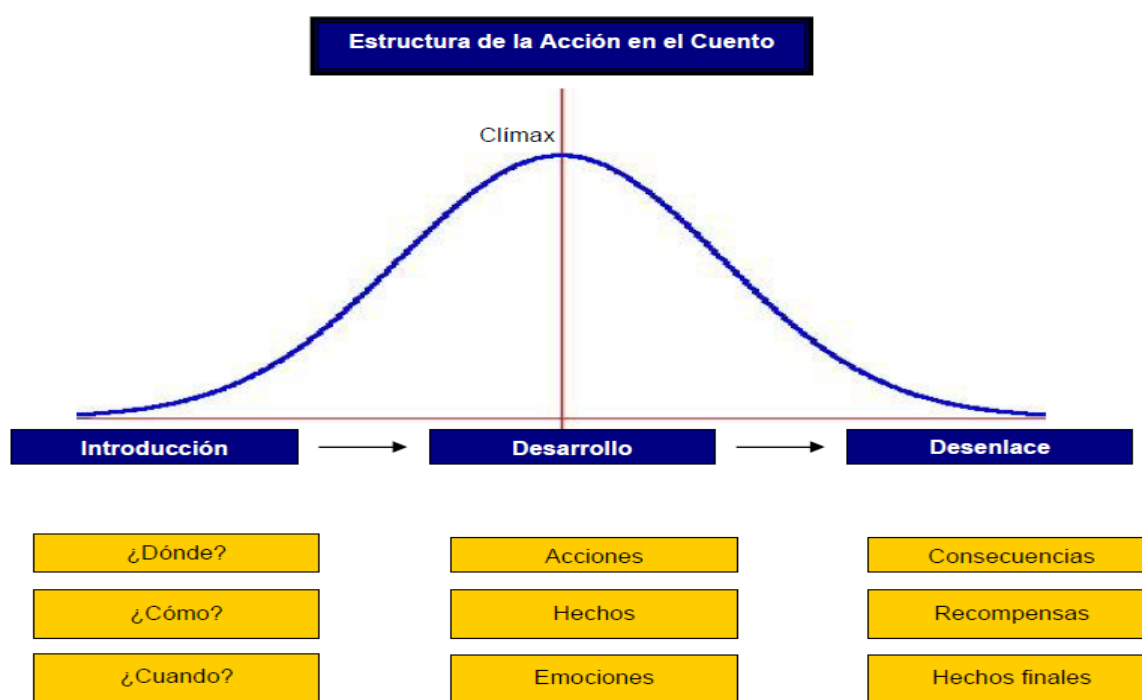 Estructura de la Acción en el Cuento
Clímax
Introducción
Desarrollo
Desenlace
¿Dónde?
Acciones
Consecuencias
¿Cómo?
Hechos
Recompensas
¿Cuando?
Emociones
Hechos finales